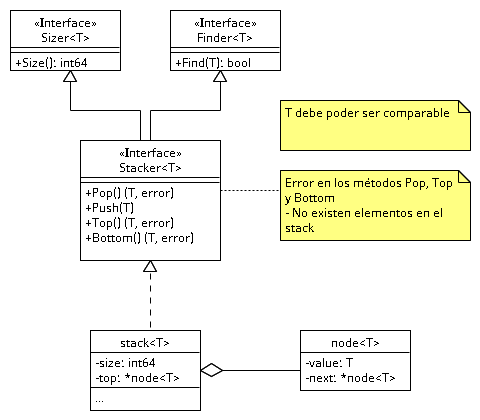 «Interface»
Sizer<T>
+Size(): int64
«Interface»
Finder<T>
+Find(T): bool
T debe poder ser comparable
«Interface»
Stacker<T>
+Pop() (T, error)
+Push(T)
+Top() (T, error)
+Bottom() (T, error)
Error en los métodos Pop, Top
y Bottom
- No existen elementos en el
stack
stack<T>
-size: int64
-top: *node<T>
...
node<T>
-value: T
-next: *node<T>